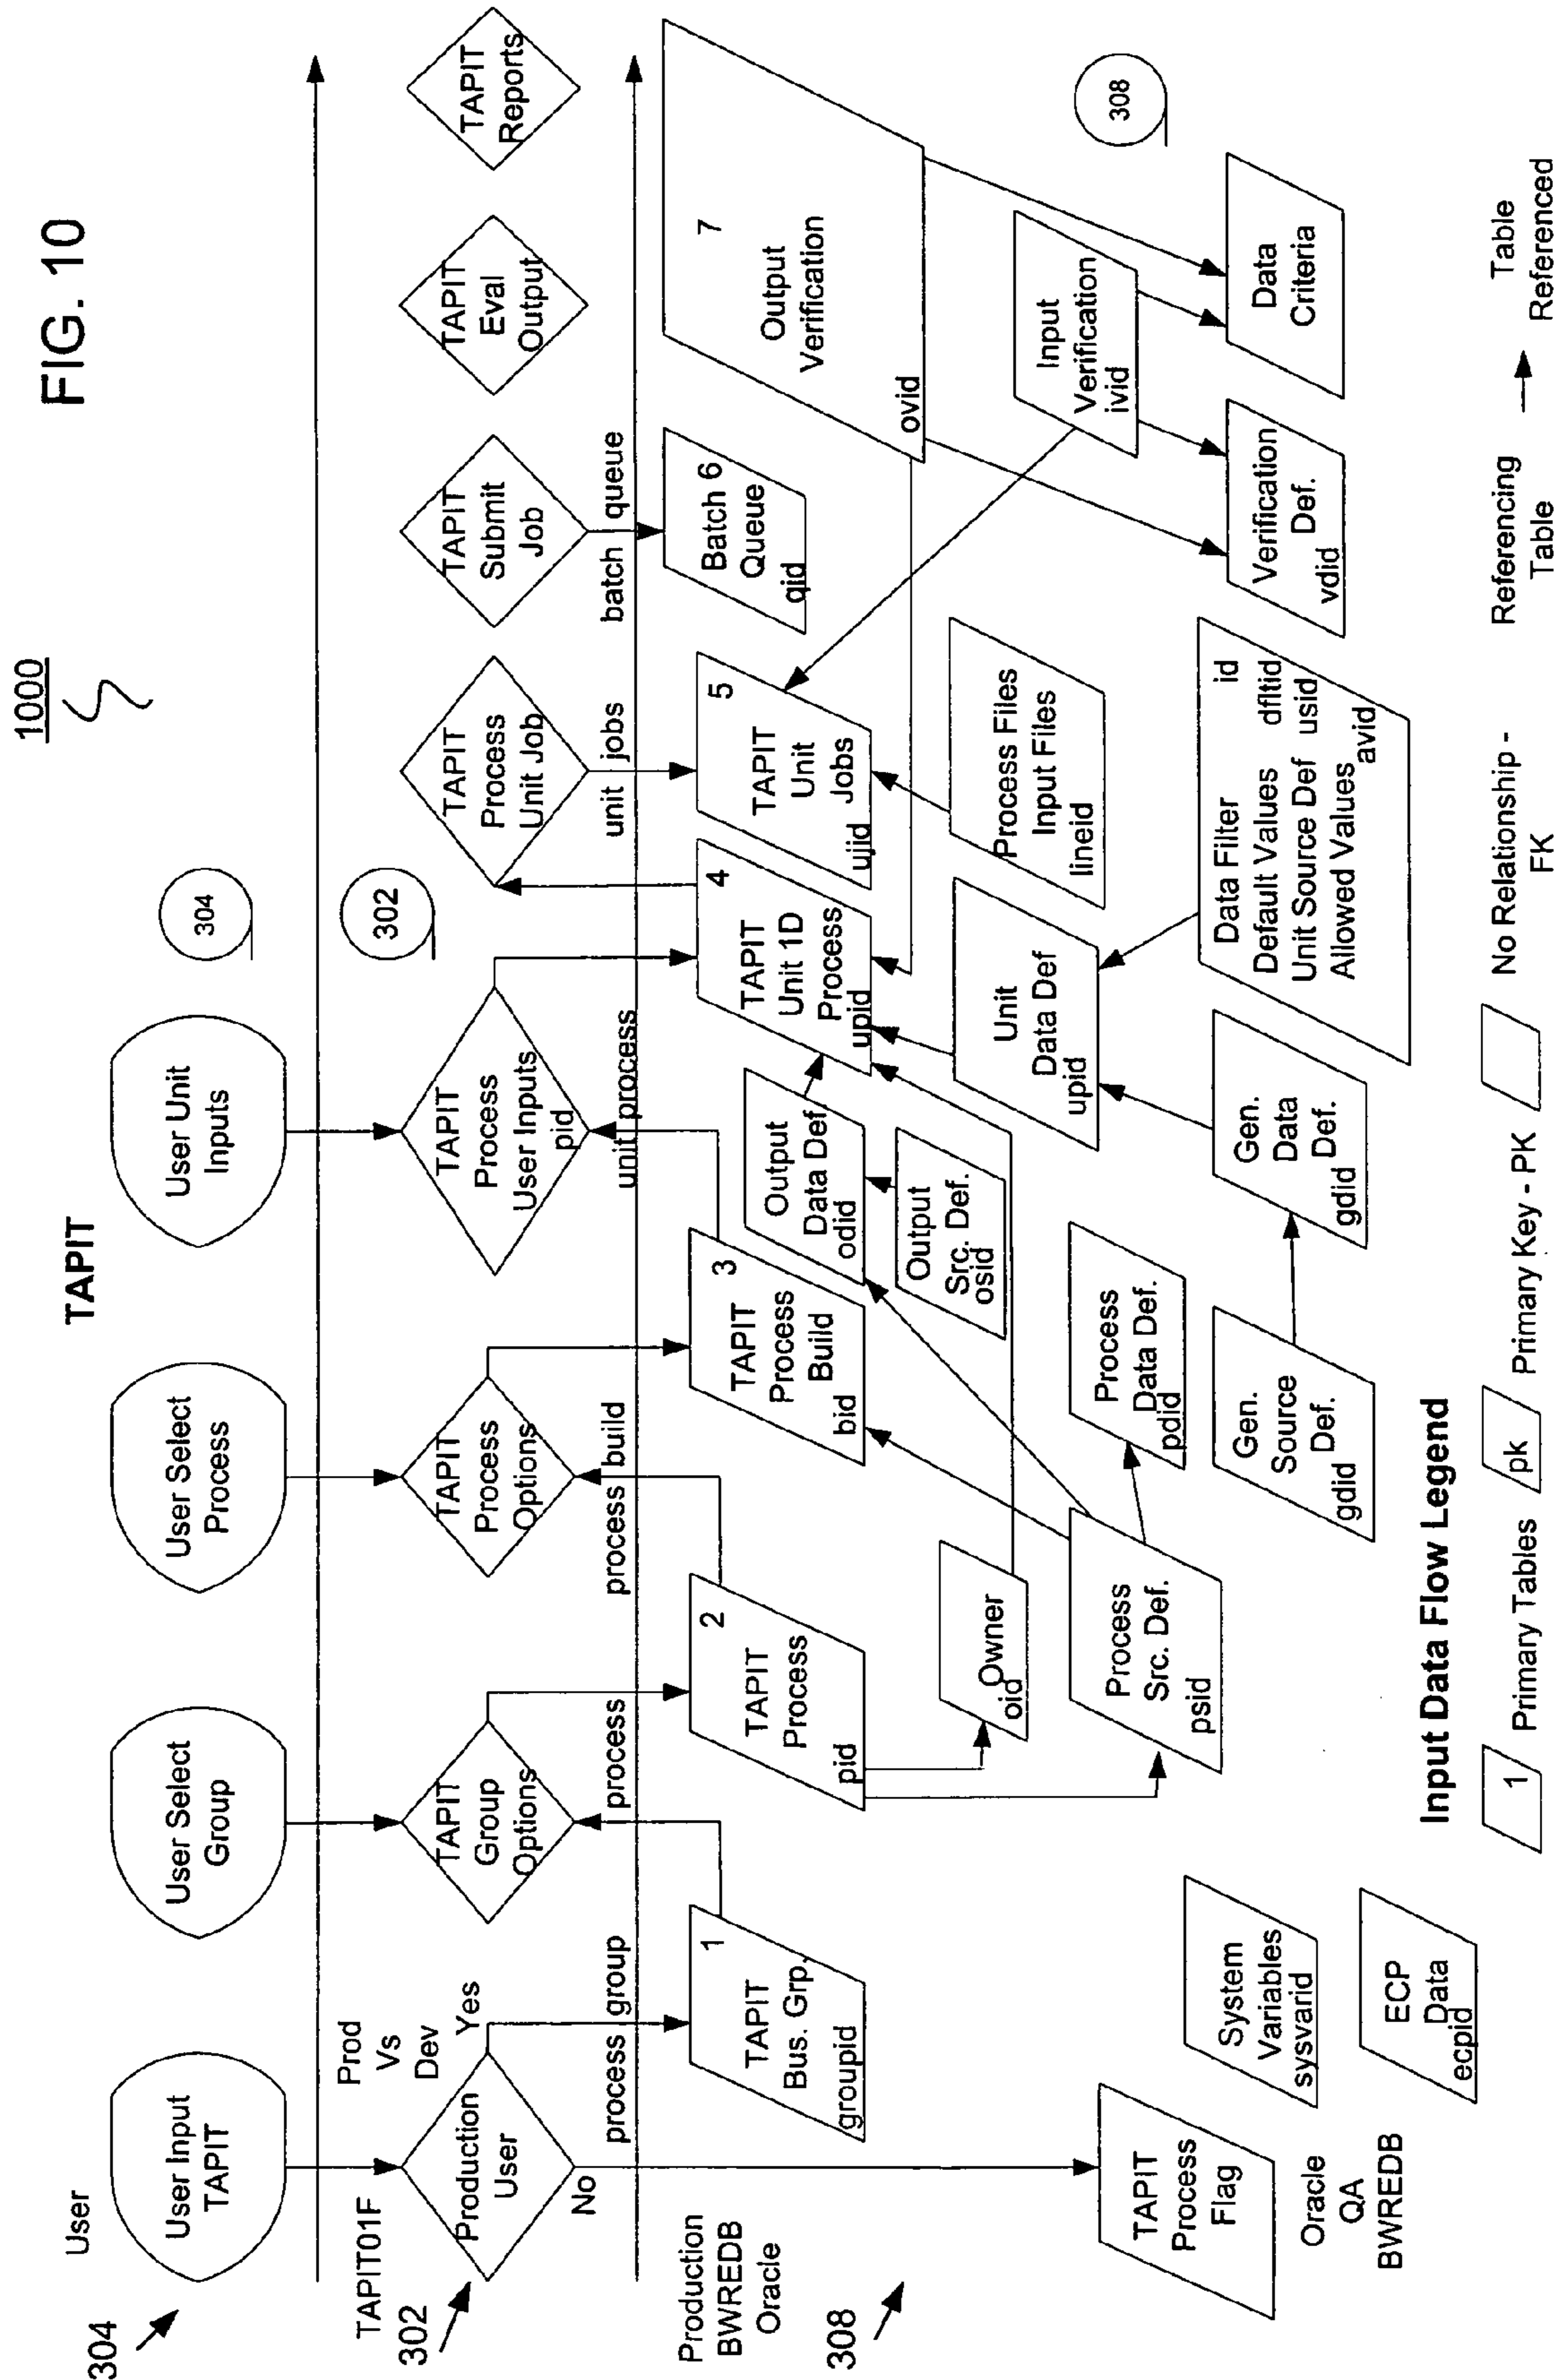 FIG. 10
1000
TAPIT
User
304
User Input
TAPIT
User Select
Group
User Select
Process
User Unit
Inputs
304
TAPIT01F
302
Prod
Vs
Dev
Production
User
Yes
No
TAPIT
Group
Options
TAPIT
Process
Options
TAPIT
Process
User Inputs
pid
302
TAPIT
Process
Unit Job
TAPIT
Submit
Job
TAPIT
Eval
Output
TAPIT
Reports
process group
process
process build
unit process
unit jobs
batch queue
Production
BWREDB
Oracle
308
1
TAPIT
Bus. Grp.
groupid
2
TAPIT
Process
pid
3
TAPIT
Process
Build
bid
Output
Data Def
odid
4
TAPIT
Unit 1D
Process
upid
5
TAPIT
Unit
Jobs
ujid
Batch 6
Queue
qid
7
Output
Verification
ovid
Output
Src. Def.
osid
Owner
oid
Unit
Data Def
upid
Process Files
Input Files
lineid
Input
Verification
ivid
308
Process
Src. Def.
psid
Process
Data Def.
pdid
TAPIT
Process
Flag
Oracle
QA
BWREDB
System
Variables
sysvarid
ECP
Data
ecpid
Gen.
Source
Def.
gdid
Gen.
Data
Def.
gdid
Data Filter id
Default Values dfltid
Unit Source Def usid
Allowed Values avid
Verification
Def.
vdid
Data
Criteria
Input Data Flow Legend
1
Primary Tables
pk
Primary Key - PK
No Relationship -
FK
Referencing
Table
Table
Referenced